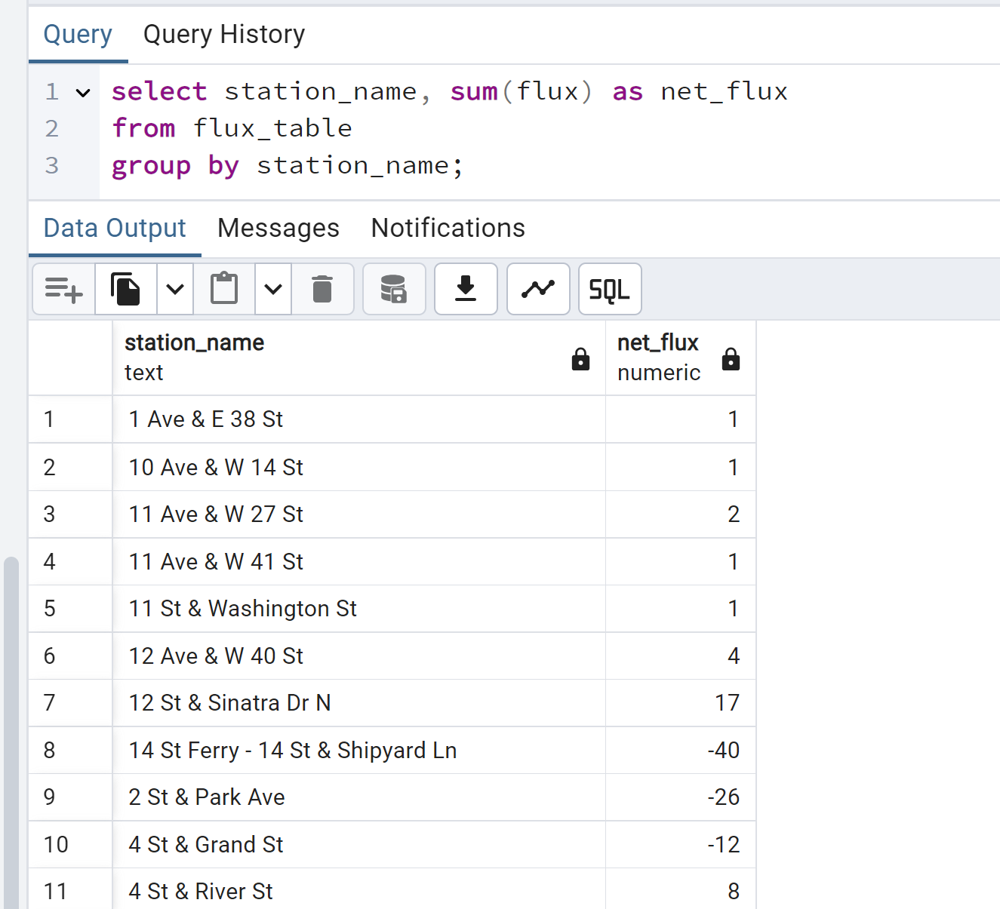 Query Query History
1 select station_name, sum(flux) as net_flux
2 from flux_table
3 group by station_name;
Data Output Messages Notifications
SQL
station_name net_flux
text numeric
1 1 Ave & E 38 St 1
2 10 Ave & W 14 St 1
3 11 Ave & W 27 St 2
4 11 Ave & W 41 St 1
5 11 St & Washington St 1
6 12 Ave & W 40 St 4
7 12 St & Sinatra Dr N 17
8 14 St Ferry - 14 St & Shipyard Ln -40
9 2 St & Park Ave -26
10 4 St & Grand St -12
11 4 St & River St 8